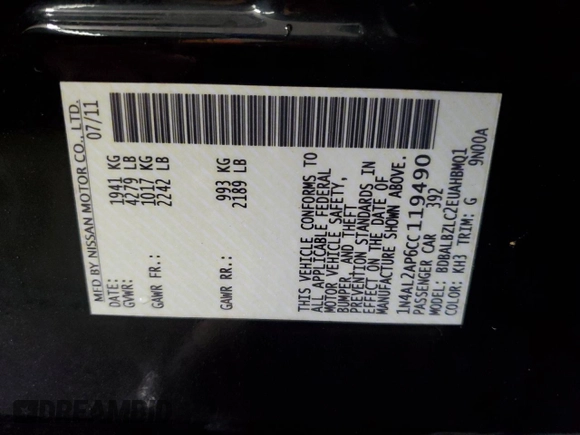 MFD BY NISSAN MOTOR CO., LTD.
DATE: 07/11
GVWR: 1941 KG
4279 LB
GAWR FR: 1017 KG
2242 LB
GAWR RR: 993 KG
2189 LB
THIS VEHICLE CONFORMS TO
ALL APPLICABLE FEDERAL
MOTOR VEHICLE SAFETY,
BUMPER, AND THEFT
PREVENTION STANDARDS IN
EFFECT ON THE DATE OF
MANUFACTURE SHOWN ABOVE.
1N4AL2AP6CC119490
PASSENGER CAR 392
MODEL: BDBALBZLC2EUAHBMQ1
COLOR: KH3 TRIM: G 9N00A
DREAMBID